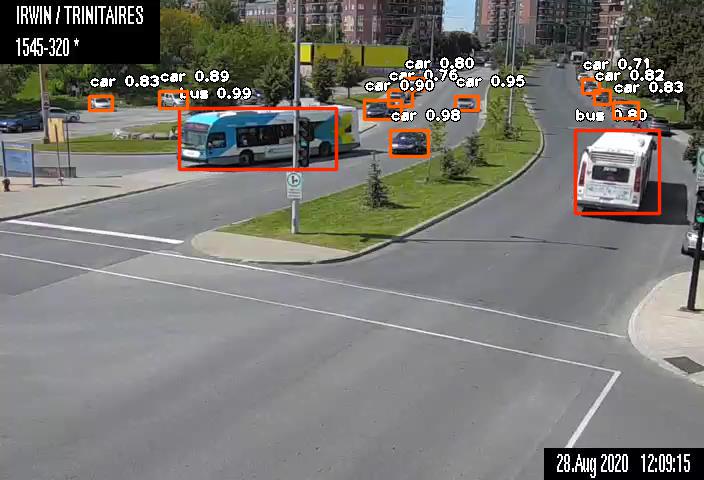 IRWIN / TRINITAIRES
1545-320 *
car 0.80
car 0.71
car 0.83
car 0.89
car 0.76
car 0.95
car 0.82
car 0.90
car 0.83
bus 0.99
car 0.98
bus 0.80
28.Aug 2020 12:09:15